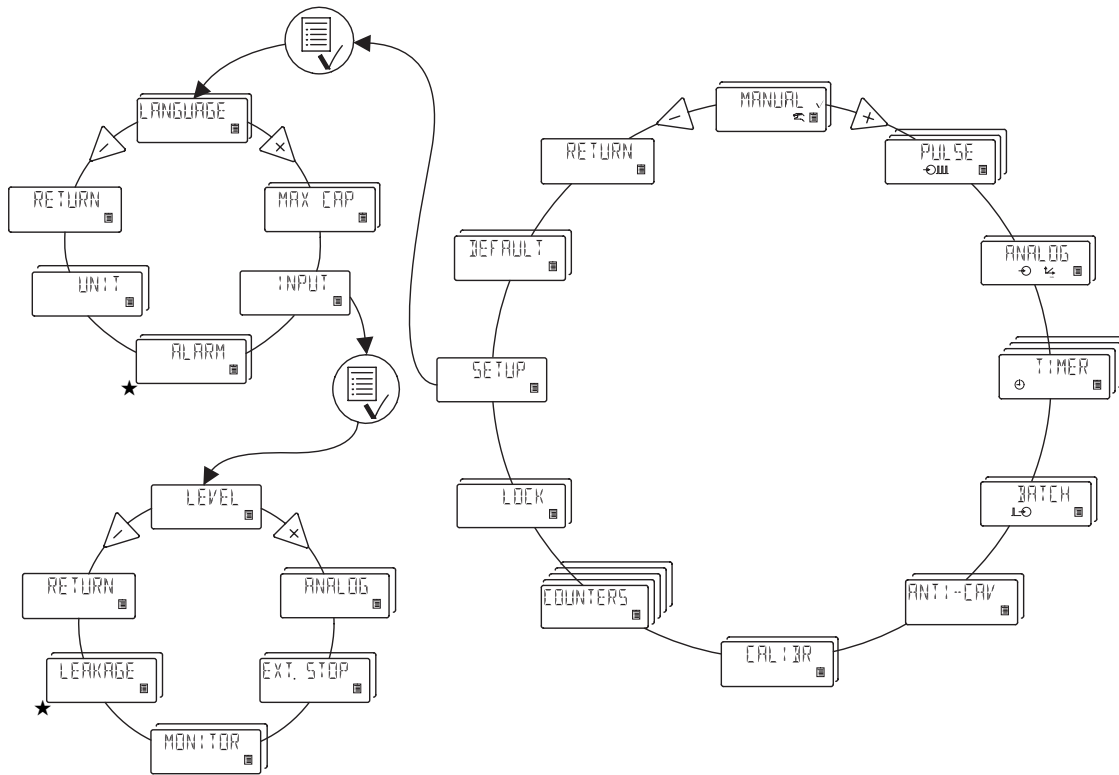 LANGUAGE
MAX CAP
INPUT
ALARM
UNIT
RETURN
LEVEL
ANALOG
EXT. STOP
MONITOR
LEAKAGE
RETURN
MANUAL
PULSE
ANALOG
TIMER
BATCH
ANTI-CAV
CALIBR
COUNTERS
LOCK
SETUP
DEFAULT
RETURN